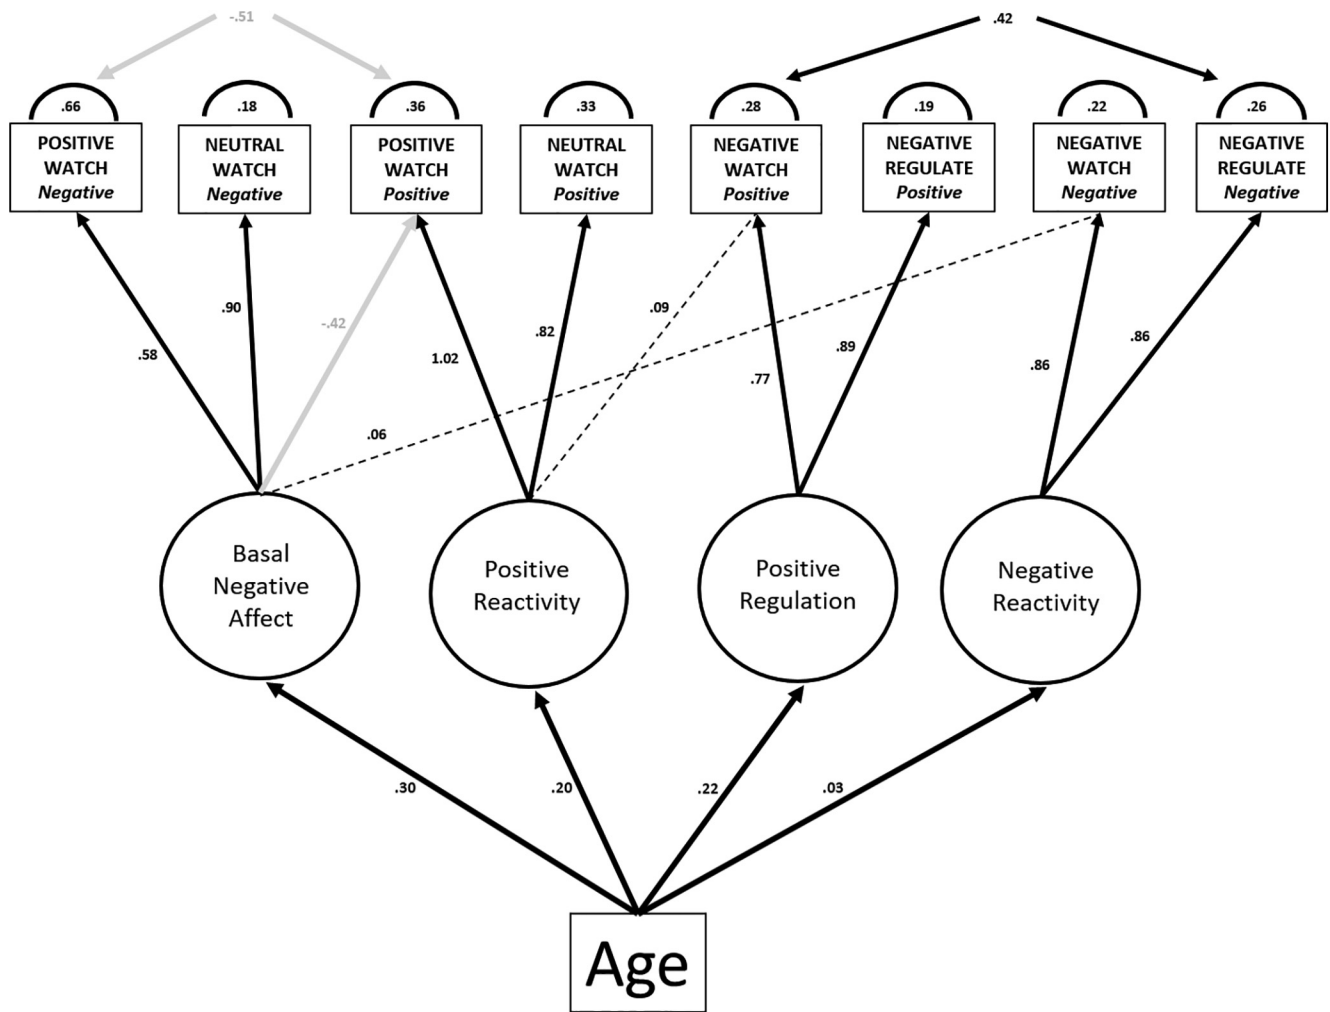 -.51
.42
.66
.18
.36
.33
.28
.19
.22
.26
POSITIVE
WATCH
Negative
NEUTRAL
WATCH
Negative
POSITIVE
WATCH
Positive
NEUTRAL
WATCH
Positive
NEGATIVE
WATCH
Positive
NEGATIVE
REGULATE
Positive
NEGATIVE
WATCH
Negative
NEGATIVE
REGULATE
Negative
.58
.90
-.42
1.02
.82
.09
.77
.89
.86
.86
.06
Basal
Negative
Affect
Positive
Reactivity
Positive
Regulation
Negative
Reactivity
.30
.20
.22
.03
Age